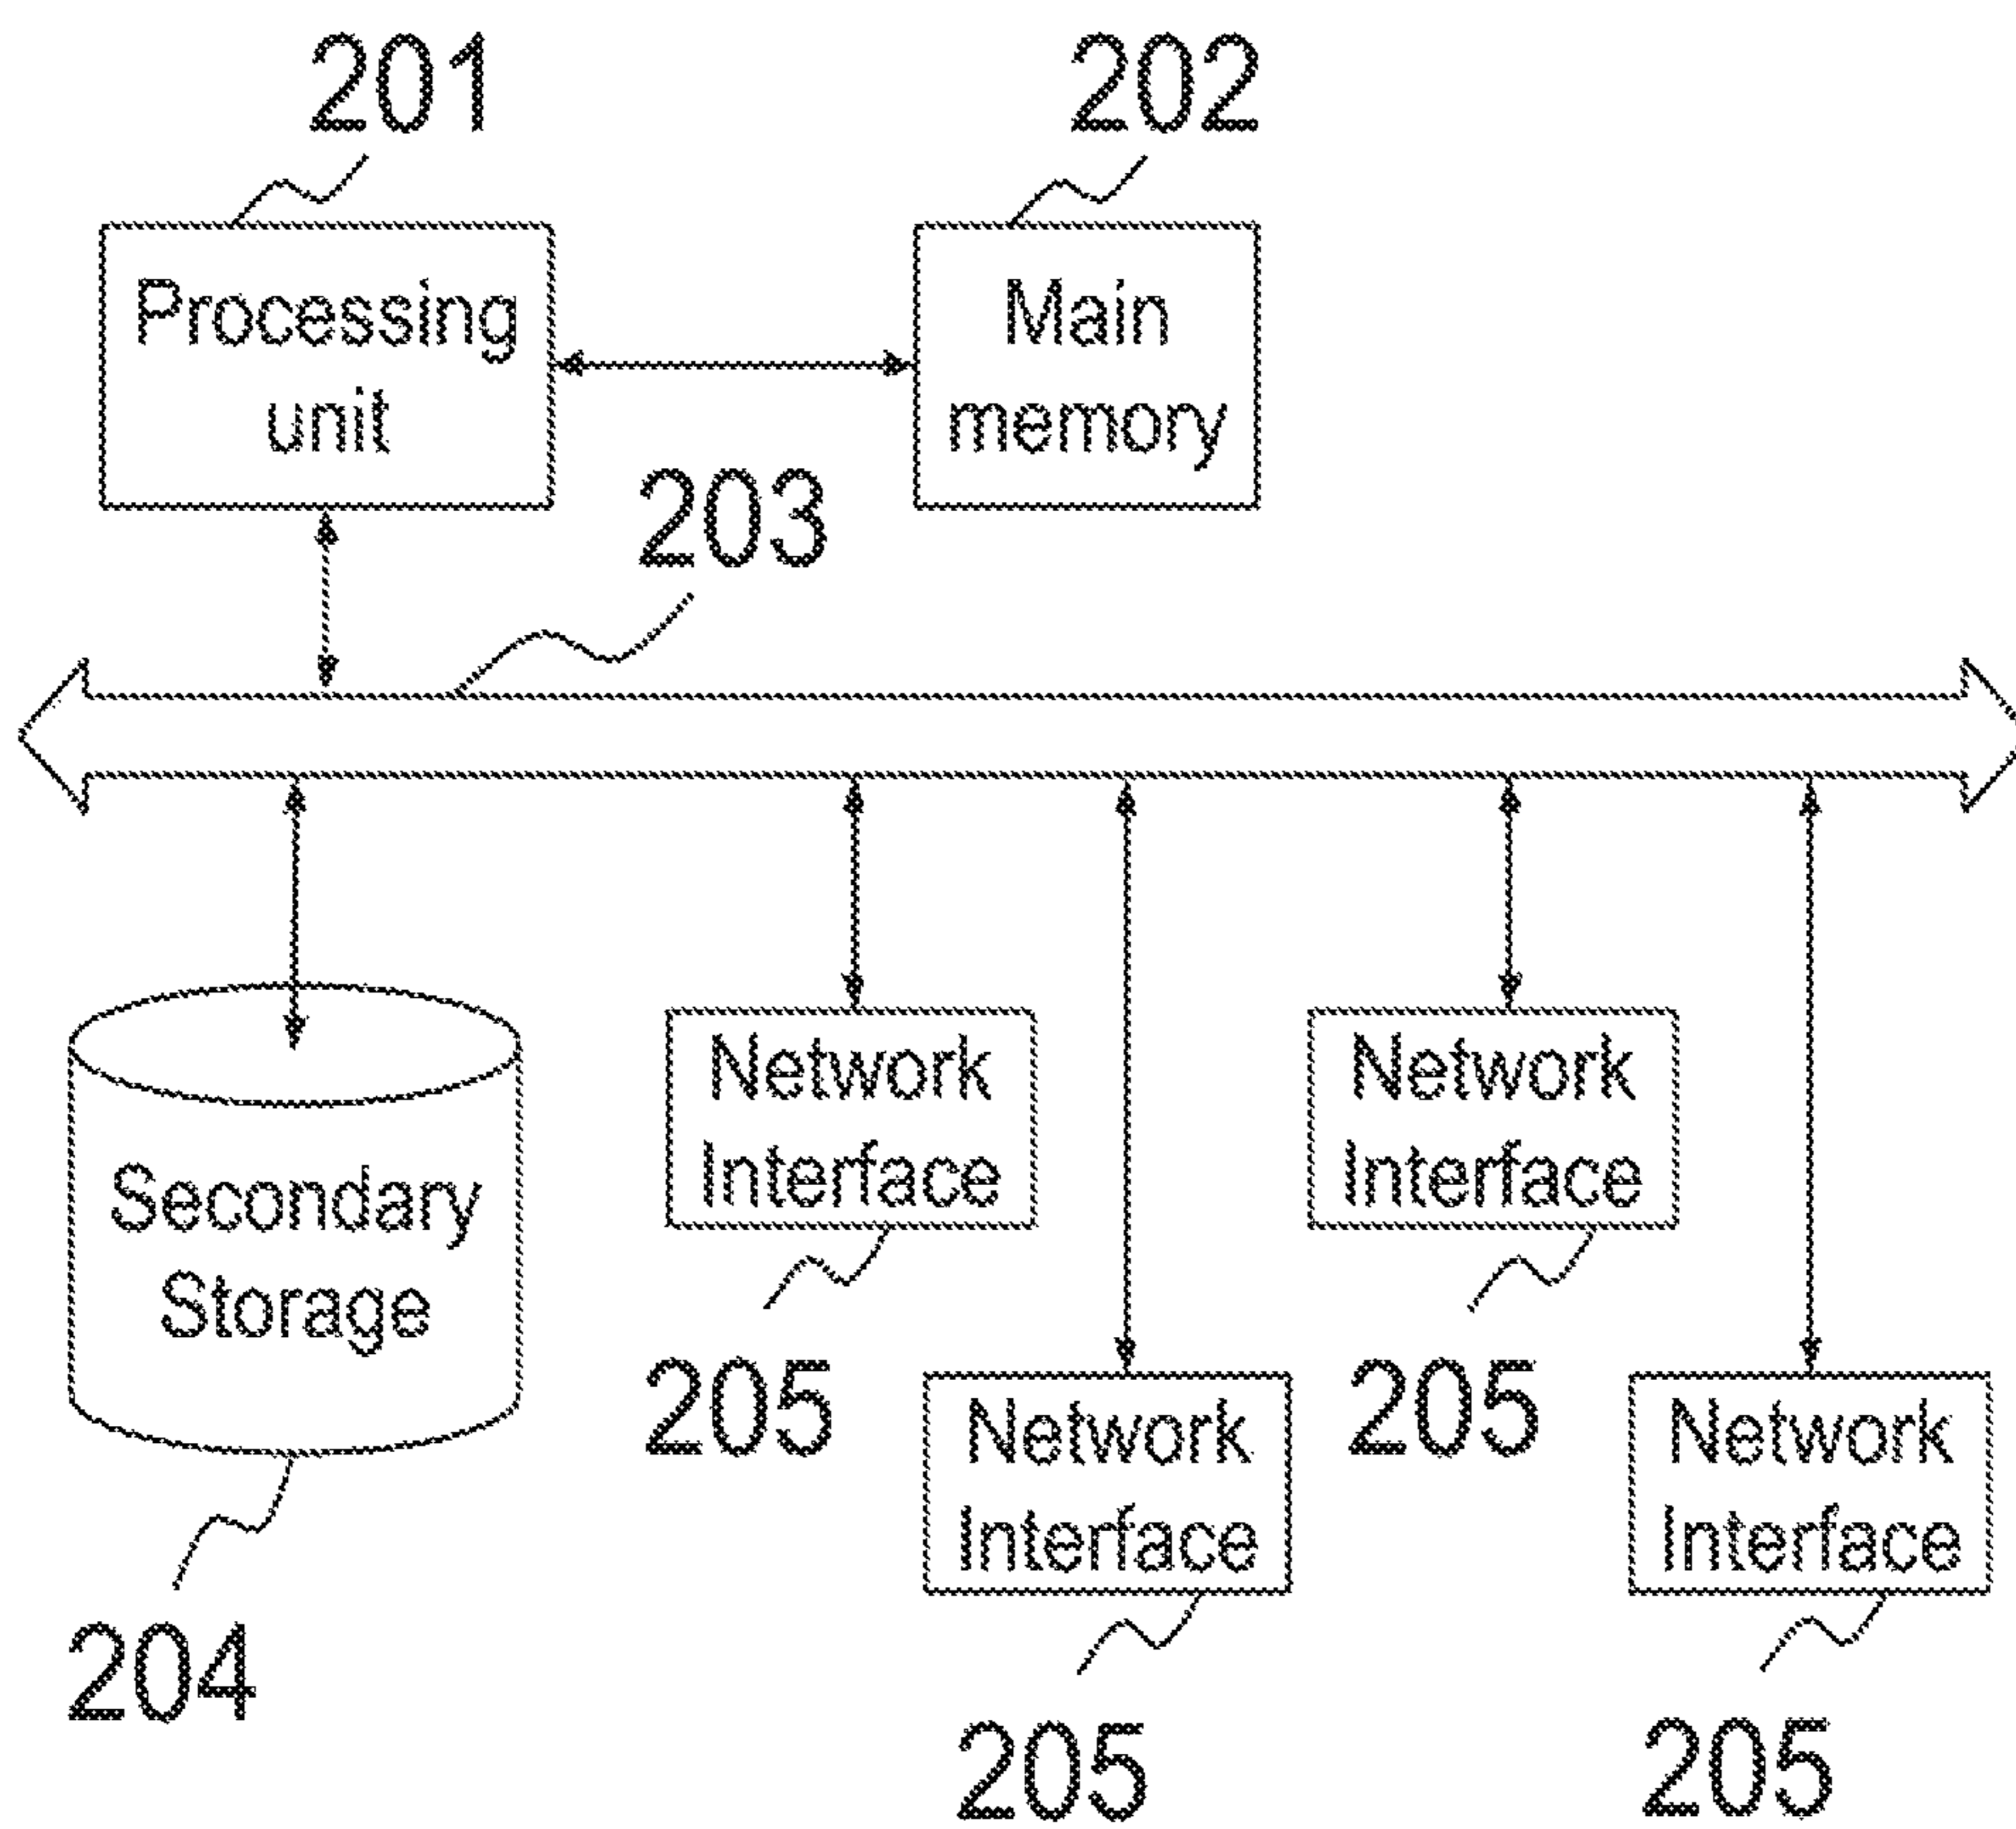 201
202
Processing
unit
Main
memory
203
Network
Interface
Network
Interface
Secondary
Storage
205
205
Network
Interface
Network
Interface
204
205
205